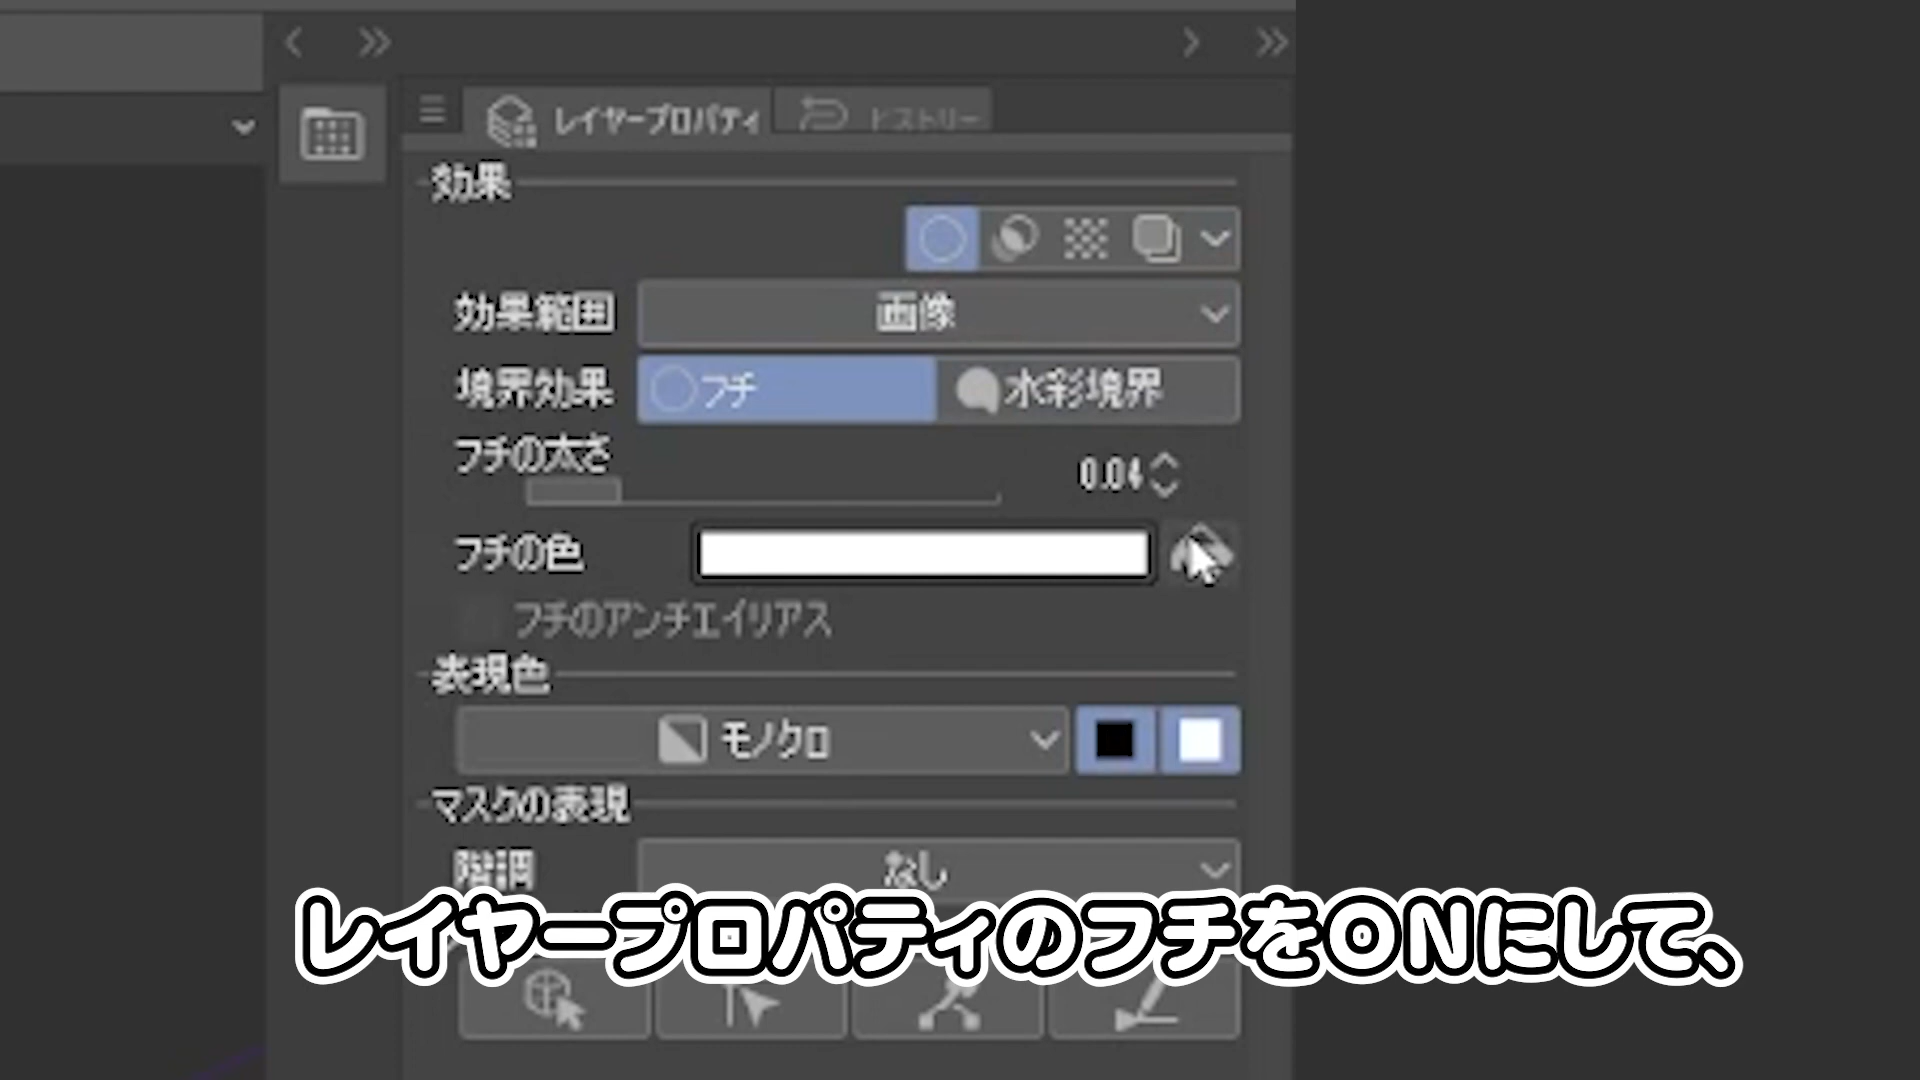 レイヤープロパティ ヒストリー
効果
効果範囲 画像
境界効果 フチ 水彩境界
フチの太さ 0.04
フチの色
フチのアンチエイリアス
表現色
モノクロ
マスクの表現
階調 なし
レイヤープロパティのフチをONにして、